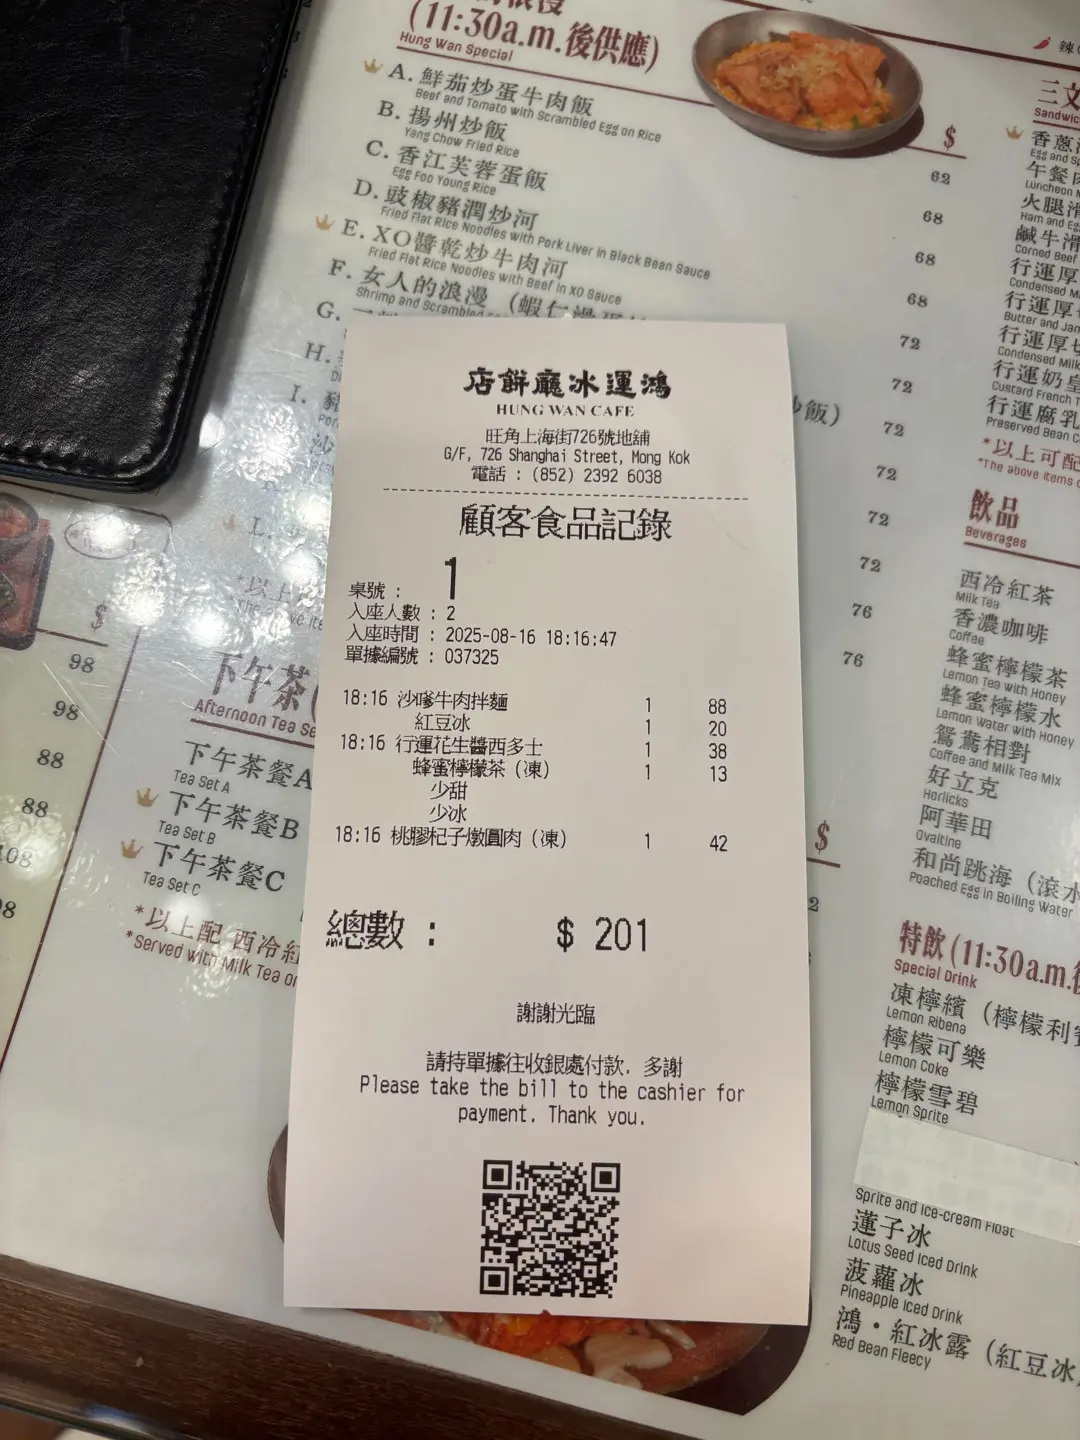 (11:30a.m.後供應)
Hung Wan Special
$
A. 鮮茄炒蛋牛肉飯 62
Beef and Tomato with Scrambled Egg on Rice
B. 揚州炒飯 68
Yang Chow Fried Rice
C. 香江芙蓉蛋飯 68
Egg Foo Young Rice
D. 豉椒豬潤炒河 68
Fried Flat Rice Noodles with Pork Liver in Black Bean Sauce
E. XO醬乾炒牛肉河 72
Fried Flat Rice Noodles with Beef in XO Sauce
F. 女人的浪漫 72
Shrimp and Scrambled
G.
72
H.
72
I.
72
72
76
L.
76
炒飯)
鴻運冰廳餅店
HUNG WAN CAFE
旺角上海街726號地舖
G/F, 726 Shanghai Street, Mong Kok
電話 : (852) 2392 6038
顧客食品記錄
桌號 : 1
入座人數 : 2
入座時間 : 2025-08-16 18:16:47
單據編號 : 037325
18:16 沙嗲牛肉拌麵 1 88
紅豆冰 1 20
18:16 行運花生醬西多士 1 38
蜂蜜檸檬茶 (凍) 1 13
少甜
少冰
18:16 桃膠杞子燉圓肉 (凍) 1 42
總數 : $ 201
謝謝光臨
請持單據往收銀處付款, 多謝
Please take the bill to the cashier for
payment. Thank you.
$
98
98
88
88
108
下午茶(
Afternoon Tea Se
下午茶餐A
Tea Set A
下午茶餐B
Tea Set B
下午茶餐C
Tea Set C
*以上配 西冷紅
*Served with Milk Tea or
$
三文
Sandwic
香蔥
Egg and Sp
午餐肉
Luncheon M
火腿滑
Ham and Eg
鹹牛滑
Corned Beef
行運厚
Condensed M
行運厚
Butter and Jam
行運厚切
Condensed Milk
行運奶皇
Custard French T
行運腐乳
Preserved Bean C
*以上可配
*The above items c
飲品
Beverages
西冷紅茶
Milk Tea
香濃咖啡
Coffee
蜂蜜檸檬茶
Lemon Tea with Honey
蜂蜜檸檬水
Lemon Water with Honey
鴛鴦相對
Coffee and Milk Tea Mix
好立克
Horlicks
阿華田
Ovaltine
和尚跳海 (滾水
Poached Egg in Boiling Water
特飲(11:30a.m.後
Special Drink
凍檸繽 (檸檬利賓
Lemon Ribena
檸檬可樂
Lemon Coke
檸檬雪碧
Lemon Sprite
Sprite and Ice-cream Float
蓮子冰
Lotus Seed Iced Drink
菠蘿冰
Pineapple Iced Drink
鴻・紅冰露 (紅豆冰
Red Bean Fleecy